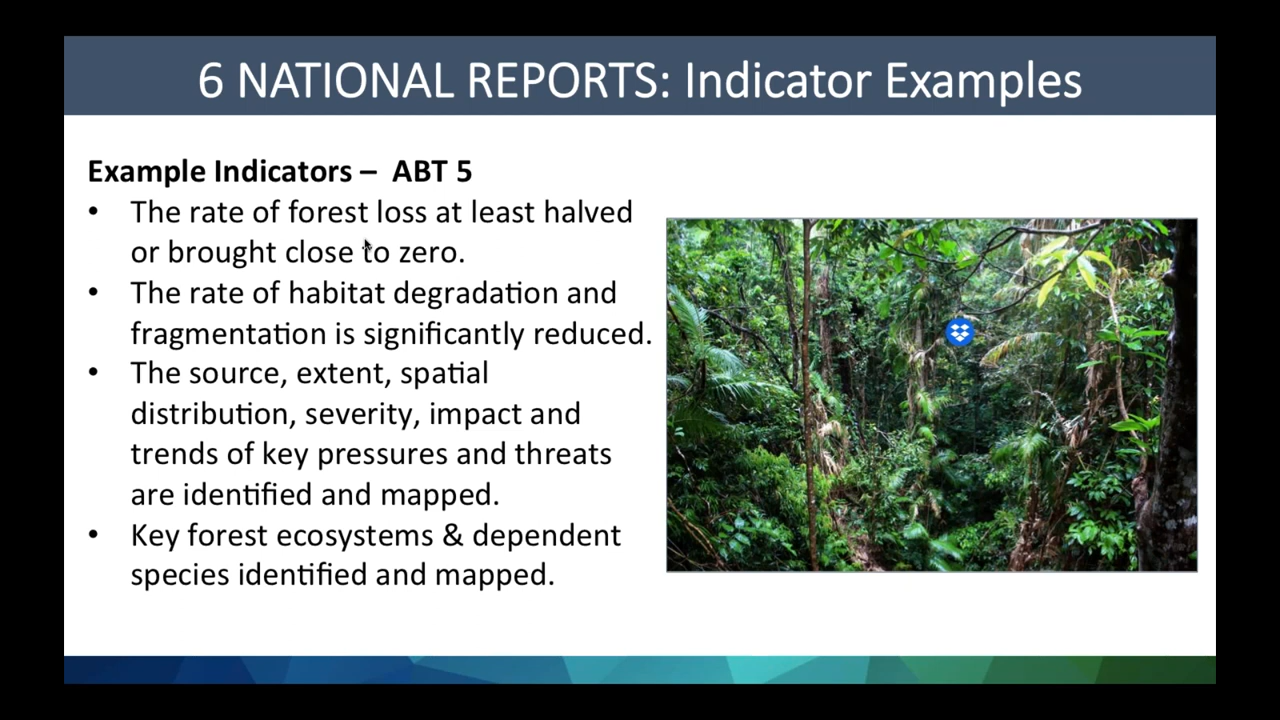 6 NATIONAL REPORTS: Indicator Examples
Example Indicators – ABT 5
• The rate of forest loss at least halved
or brought close to zero.
• The rate of habitat degradation and
fragmentation is significantly reduced.
• The source, extent, spatial
distribution, severity, impact and
trends of key pressures and threats
are identified and mapped.
• Key forest ecosystems & dependent
species identified and mapped.